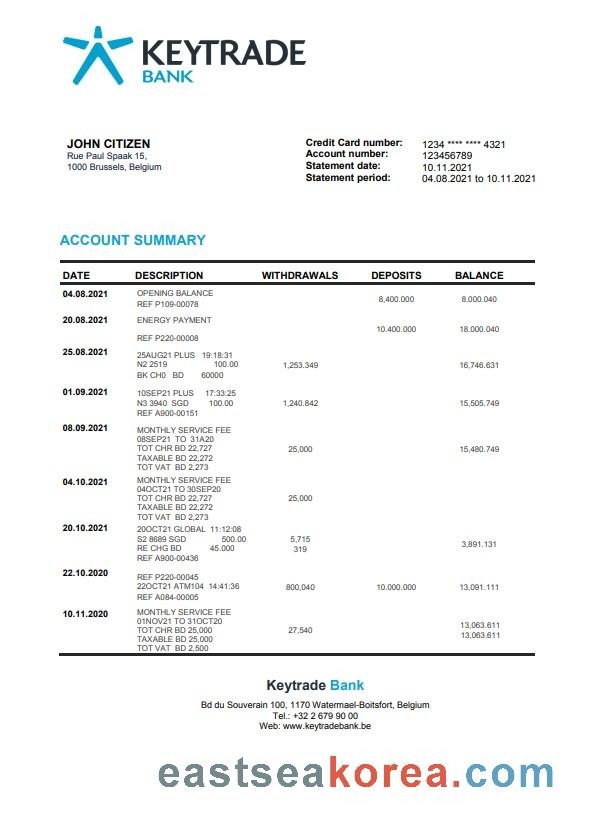 KEYTRADE
BANK
JOHN CITIZEN
Rue Paul Spaak 15,
1000 Brussels, Belgium
Credit Card number: 1234 **** **** 4321
Account number: 123456789
Statement date: 10.11.2021
Statement period: 04.08.2021 to 10.11.2021
ACCOUNT SUMMARY
DATE DESCRIPTION WITHDRAWALS DEPOSITS BALANCE
04.08.2021 OPENING BALANCE
8,400.000 8.000.040
REF P109-00078
20.08.2021 ENERGY PAYMENT
10.400.000 18.000.040
REF P220-00008
25.08.2021 25AUG21 PLUS 19:18:31
N2 2519 100.00 1,253.349 16,746.631
BK CH0 BD 60000
01.09.2021 10SEP21 PLUS 17:33:25
N3 3940 SGD 100.00 1,240.842 15,505.749
REF A900-00151
08.09.2021 MONTHLY SERVICE FEE
08SEP21 TO 31A20
TOT CHR BD 22,727 25,000 15,480.749
TAXABLE BD 22,272
TOT VAT BD 2,273
04.10.2021 MONTHLY SERVICE FEE
04OCT21 TO 30SEP20
TOT CHR BD 22,727 25,000
TAXABLE BD 22,272
TOT VAT BD 2,273
20.10.2021 20OCT21 GLOBAL 11:12:08
S2 8689 SGD 500.00 5,715
RE CHG BD 45.000 319 3,891.131
REF A900-00436
22.10.2020 REF P220-00045
22OCT21 ATM104 14:41:36 800,040 10.000.000 13,091.111
REF A084-00005
10.11.2020 MONTHLY SERVICE FEE
01NOV21 TO 31OCT20 13,063.611
TOT CHR BD 25,000 27,540 13,063.611
TAXABLE BD 25,000
TOT VAT BD 2,500
Keytrade Bank
Bd du Souverain 100, 1170 Watermael-Boitsfort, Belgium
Tel.: +32 2 679 90 00
Web: www.keytradebank.be
eastseakorea.com